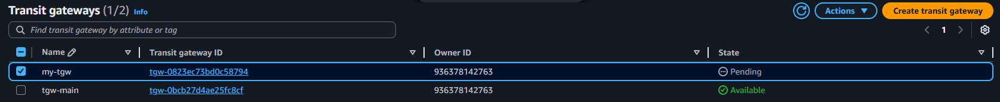 Transit gateways (1/2) Info
Actions Create transit gateway
Find transit gateway by attribute or tag
1
Name Transit gateway ID Owner ID State
my-tgw tgw-0823ec73bd0c58794 936378142763 Pending
tgw-main tgw-0bcb27d4ae25fc8cf 936378142763 Available